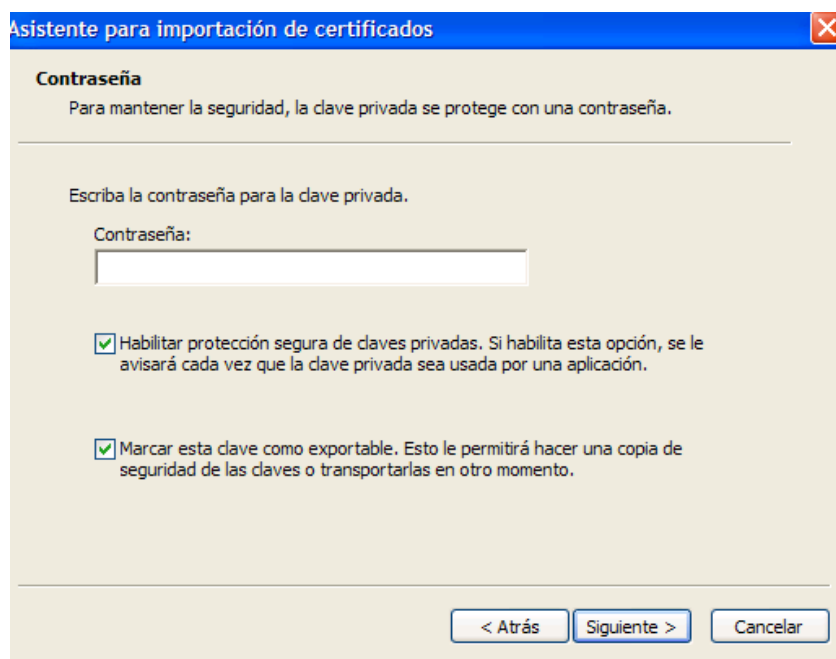 Asistente para importación de certificados
Contraseña
Para mantener la seguridad, la clave privada se protege con una contraseña.
Escriba la contraseña para la clave privada.
Contraseña:
Habilitar protección segura de claves privadas. Si habilita esta opción, se le
avisará cada vez que la clave privada sea usada por una aplicación.
Marcar esta clave como exportable. Esto le permitirá hacer una copia de
seguridad de las claves o transportarlas en otro momento.
< Atrás
Siguiente >
Cancelar